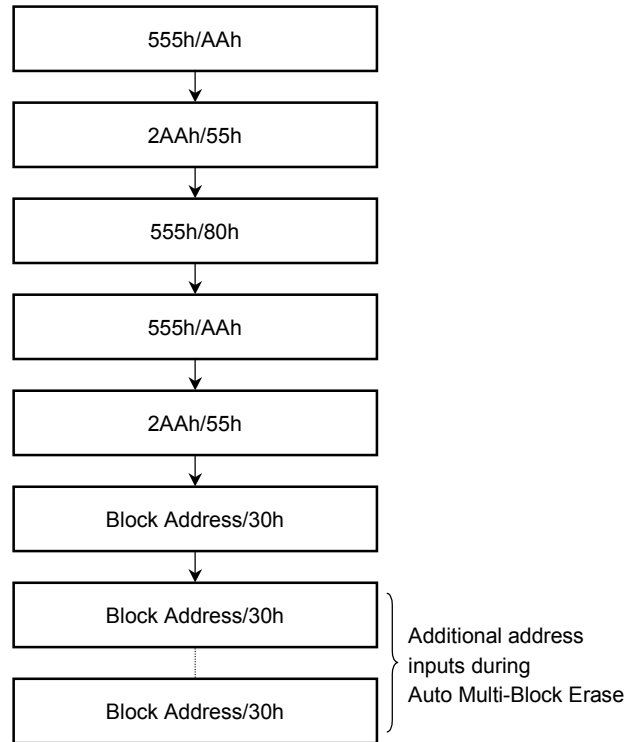 555h/AAh
2AAh/55h
555h/80h
555h/AAh
2AAh/55h
Block Address/30h
Block Address/30h
Block Address/30h
Additional address
inputs during
Auto Multi-Block Erase